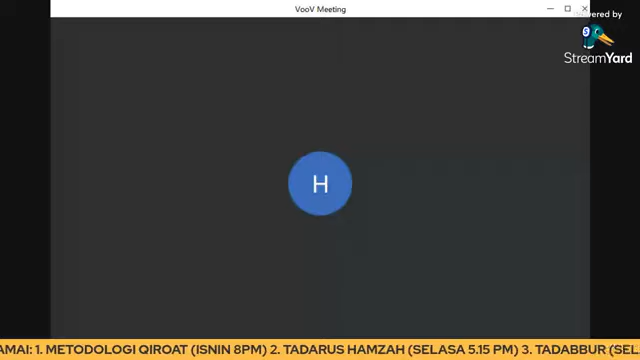 VooV Meeting
Powered by
StreamYard
H
AMAI: 1. METODOLOGI QIROAT (ISNIN 8PM) 2. TADARUS HAMZAH (SELASA 5.15 PM) 3. TADABBUR (SEL